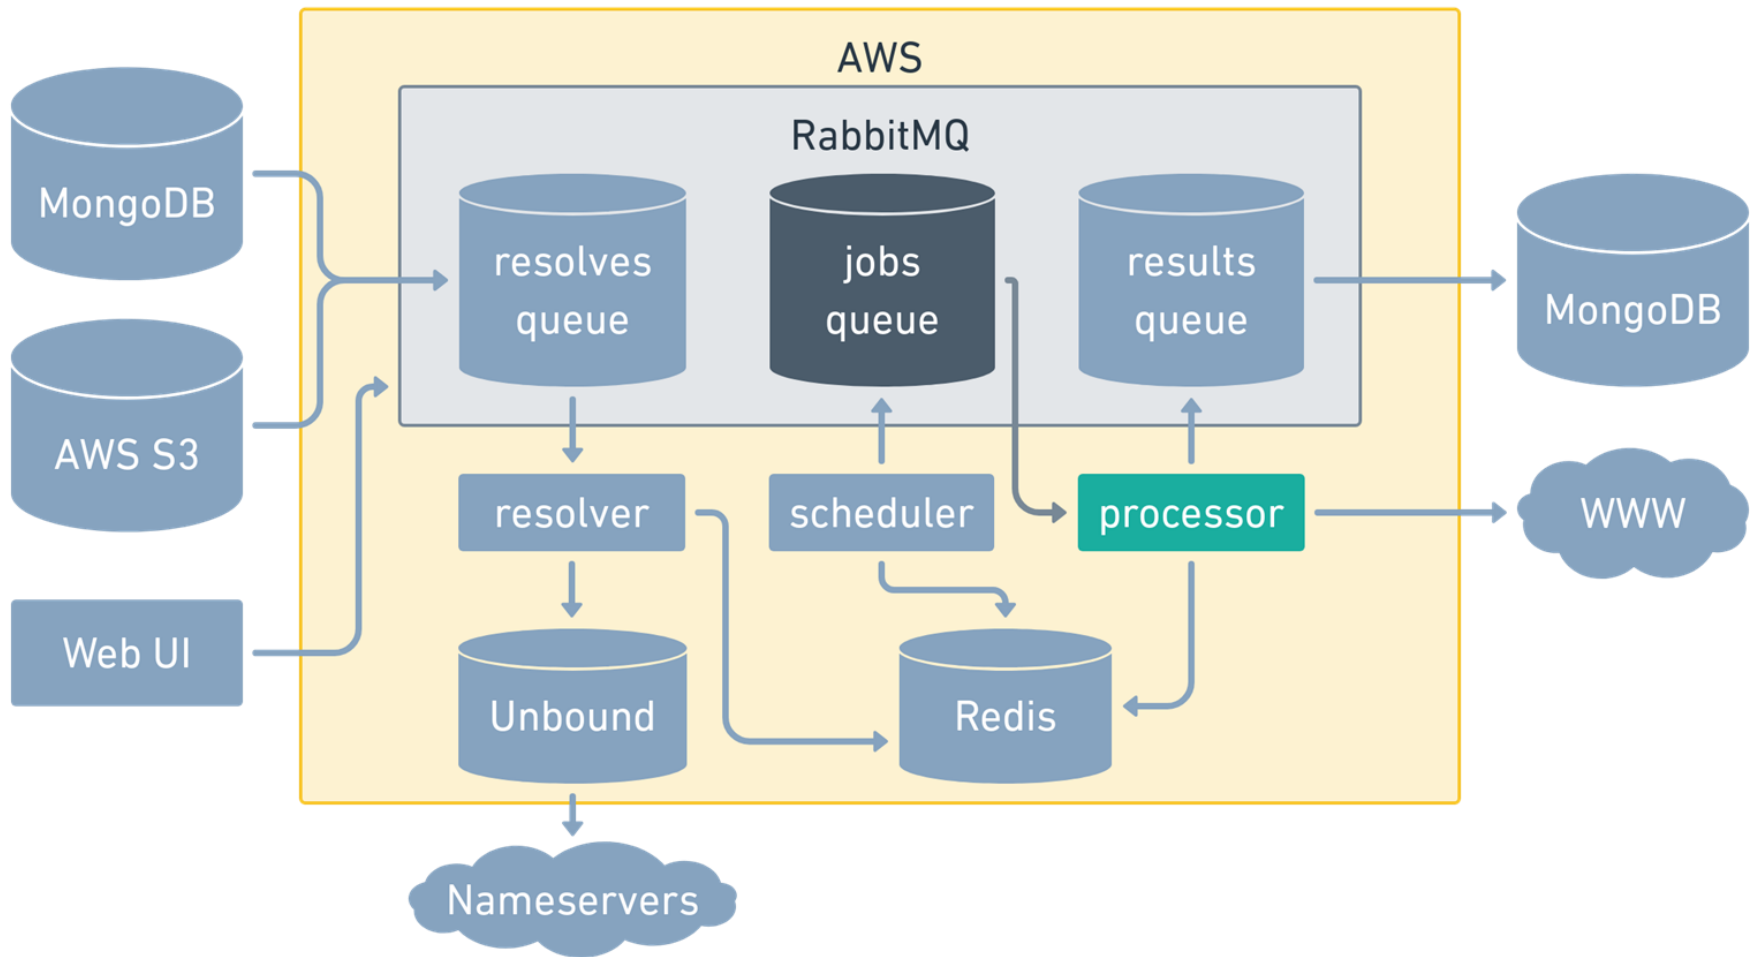 AWS
RabbitMQ
MongoDB
resolves
queue
jobs
queue
results
queue
MongoDB
AWS S3
resolver
scheduler
processor
WWW
Web UI
Unbound
Redis
Nameservers